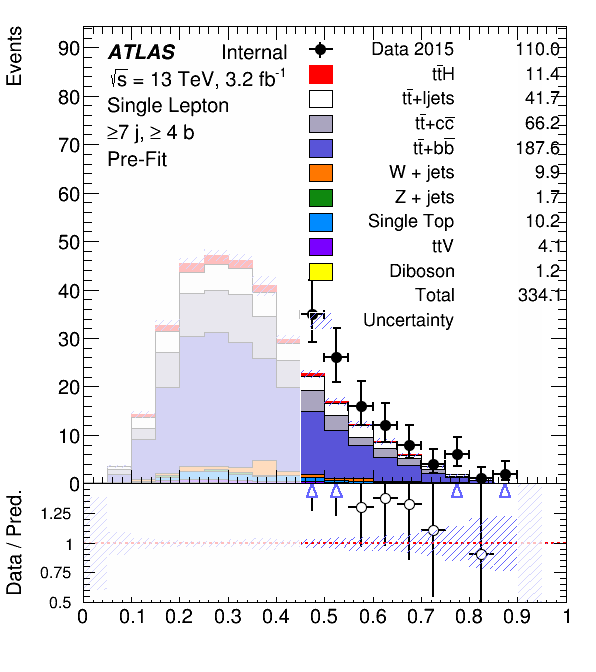 Events
90
80
70
60
50
40
30
20
10
0
ATLAS Internal
√s = 13 TeV, 3.2 fb⁻¹
Single Lepton
≥7 j, ≥ 4 b
Pre-Fit
Data 2015 110.0
tt̄H 11.4
tt̄+ljets 41.7
tt̄+cc̄ 66.2
tt̄+bb̄ 187.6
W + jets 9.9
Z + jets 1.7
Single Top 10.2
ttV 4.1
Diboson 1.2
Total 334.1
Uncertainty
Data / Pred.
1.25
1
0.75
0.5
0 0.1 0.2 0.3 0.4 0.5 0.6 0.7 0.8 0.9 1